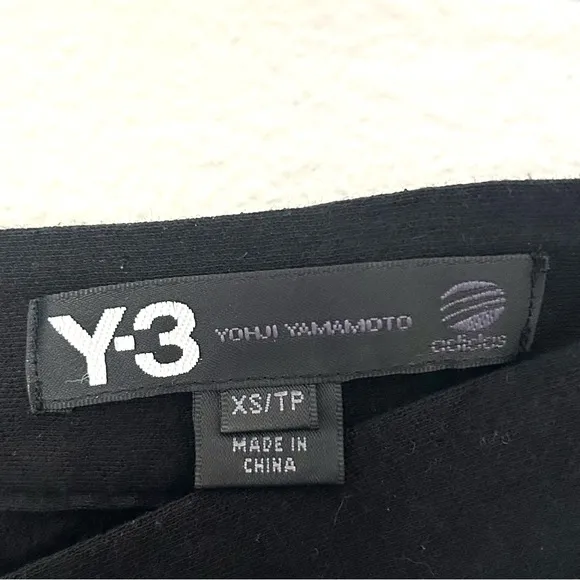 Y-3 YOHJI YAMAMOTO adidas
XS/TP
MADE IN
CHINA